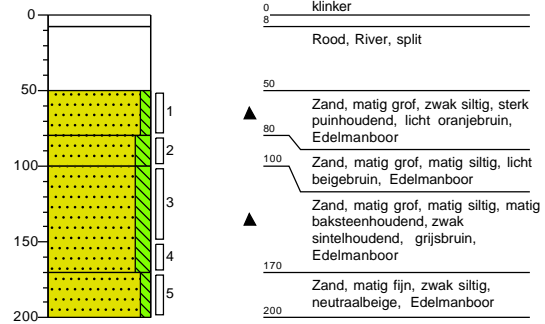 0
50
100
150
200
1
2
3
4
5
0
klinker
8
Rood, River, split
50
Zand, matig grof, zwak siltig, sterk
puinhoudend, licht oranjebruin,
Edelmanboor
80
Zand, matig grof, matig siltig, licht
beigebruin, Edelmanboor
100
Zand, matig grof, matig siltig, matig
baksteenhoudend, zwak
sintelhoudend, grijsbruin,
Edelmanboor
170
Zand, matig fijn, zwak siltig,
neutraalbeige, Edelmanboor
200